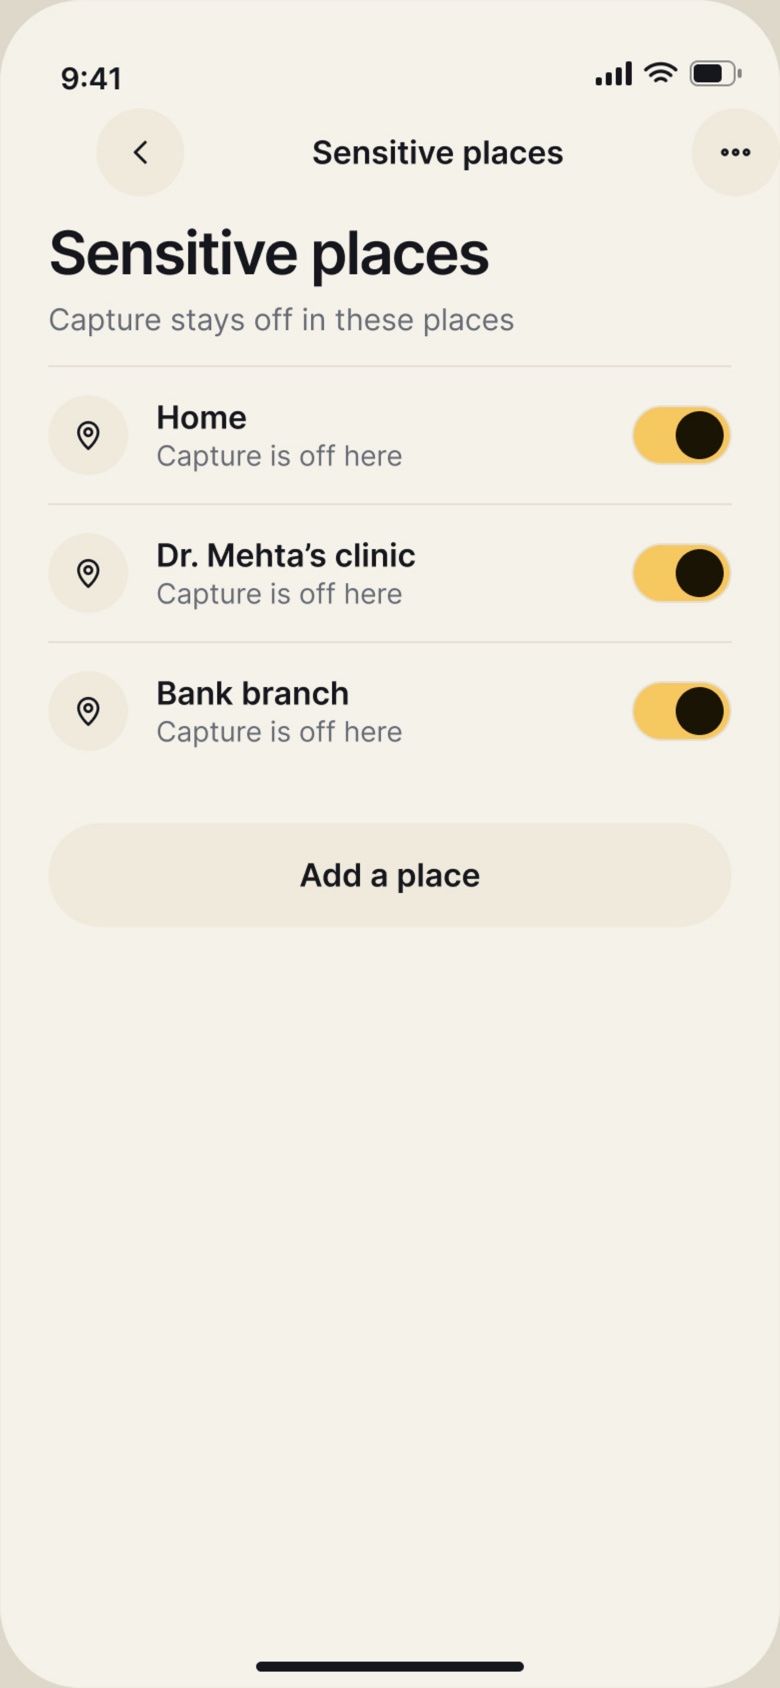 9:41
Sensitive places
Sensitive places
Capture stays off in these places
Home
Capture is off here
Dr. Mehta’s clinic
Capture is off here
Bank branch
Capture is off here
Add a place